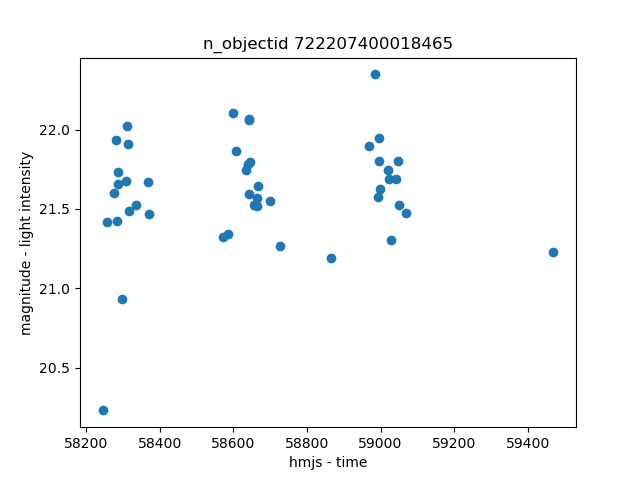 n_objectid 722207400018465
22.0
21.5
21.0
20.5
magnitude - light intensity
58200 58400 58600 58800 59000 59200 59400
hmjs - time